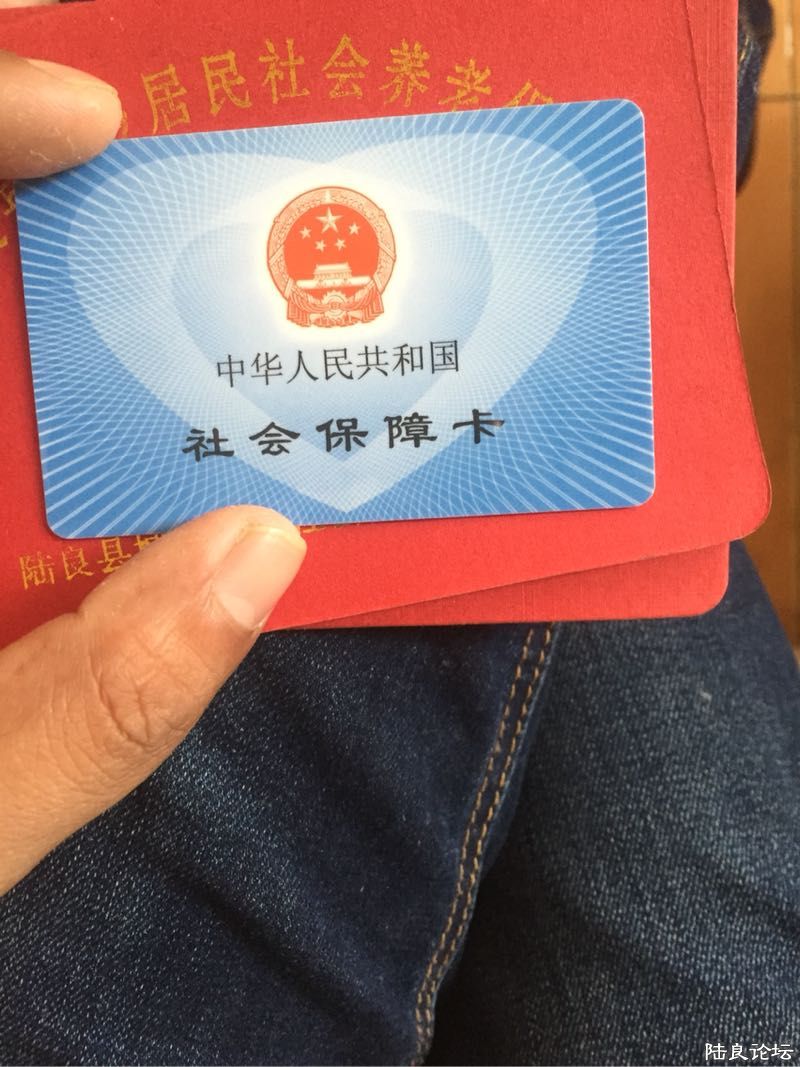 居民社会养老
中华人民共和国
社会保障卡
陆良县
陆良论坛